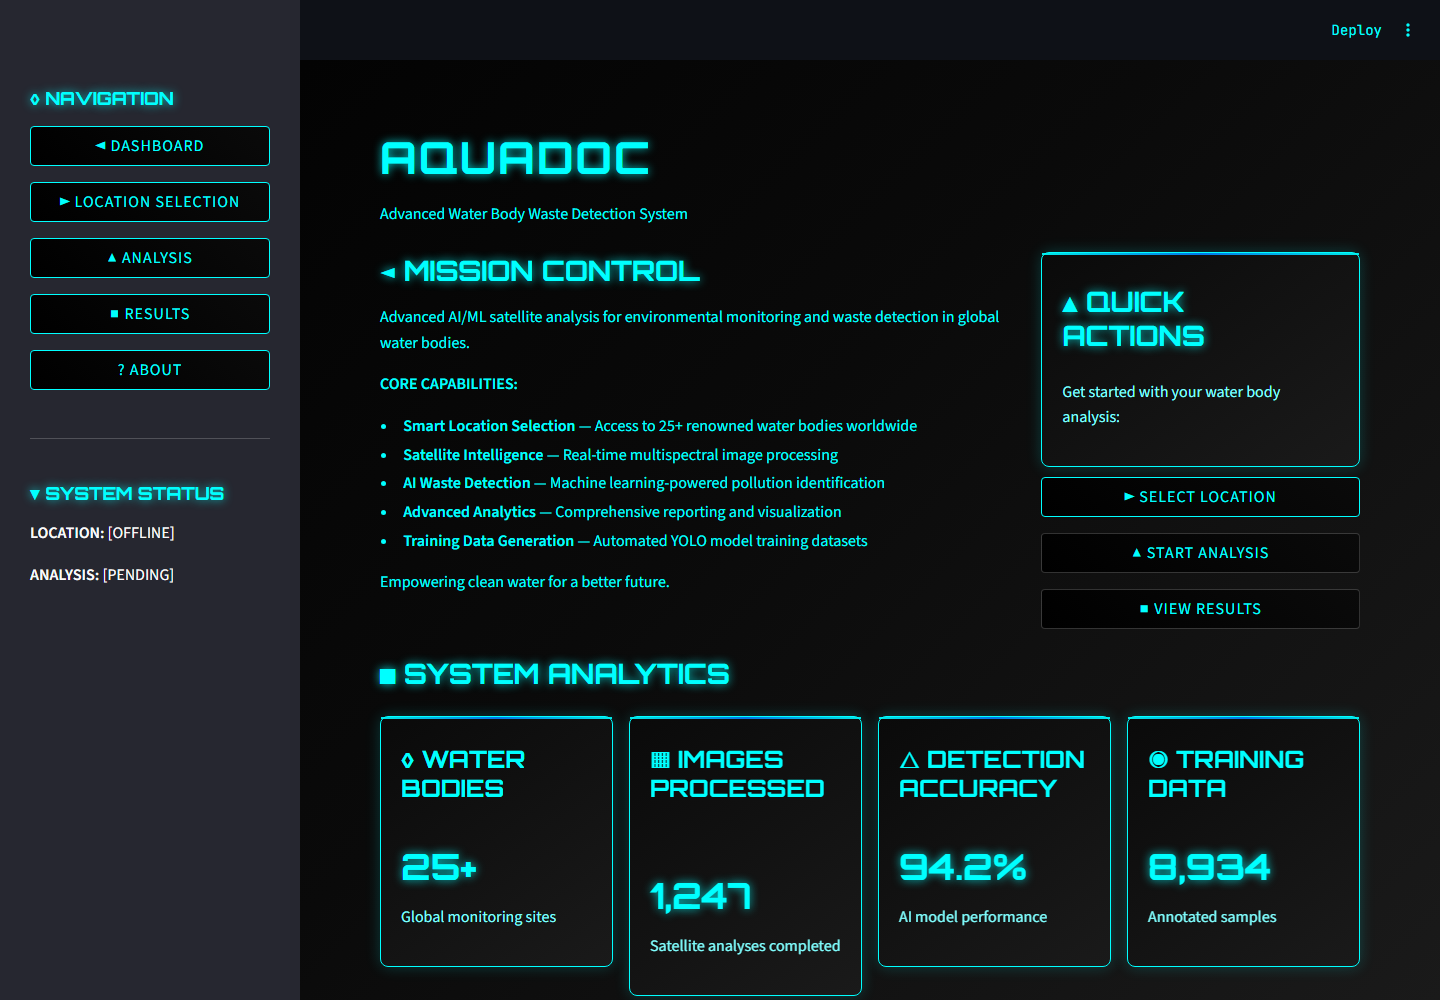 Deploy
◊ NAVIGATION
◄ DASHBOARD
► LOCATION SELECTION
▲ ANALYSIS
■ RESULTS
? ABOUT
▼ SYSTEM STATUS
LOCATION: [OFFLINE]
ANALYSIS: [PENDING]
AQUADOC
Advanced Water Body Waste Detection System
◄ MISSION CONTROL
Advanced AI/ML satellite analysis for environmental monitoring and waste detection in global
water bodies.
CORE CAPABILITIES:
• Smart Location Selection — Access to 25+ renowned water bodies worldwide
• Satellite Intelligence — Real-time multispectral image processing
• AI Waste Detection — Machine learning-powered pollution identification
• Advanced Analytics — Comprehensive reporting and visualization
• Training Data Generation — Automated YOLO model training datasets
Empowering clean water for a better future.
▲ QUICK
ACTIONS
Get started with your water body
analysis:
► SELECT LOCATION
▲ START ANALYSIS
■ VIEW RESULTS
■ SYSTEM ANALYTICS
◊ WATER
BODIES
25+
Global monitoring sites
▦ IMAGES
PROCESSED
1,247
Satellite analyses completed
△ DETECTION
ACCURACY
94.2%
AI model performance
◉ TRAINING
DATA
8,934
Annotated samples